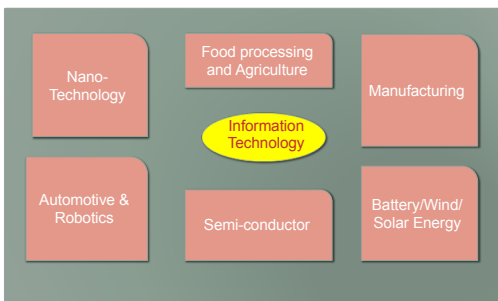 Nano-
Technology
Food processing
and Agriculture
Manufacturing
Information
Technology
Automotive &
Robotics
Semi-conductor
Battery/Wind/
Solar Energy